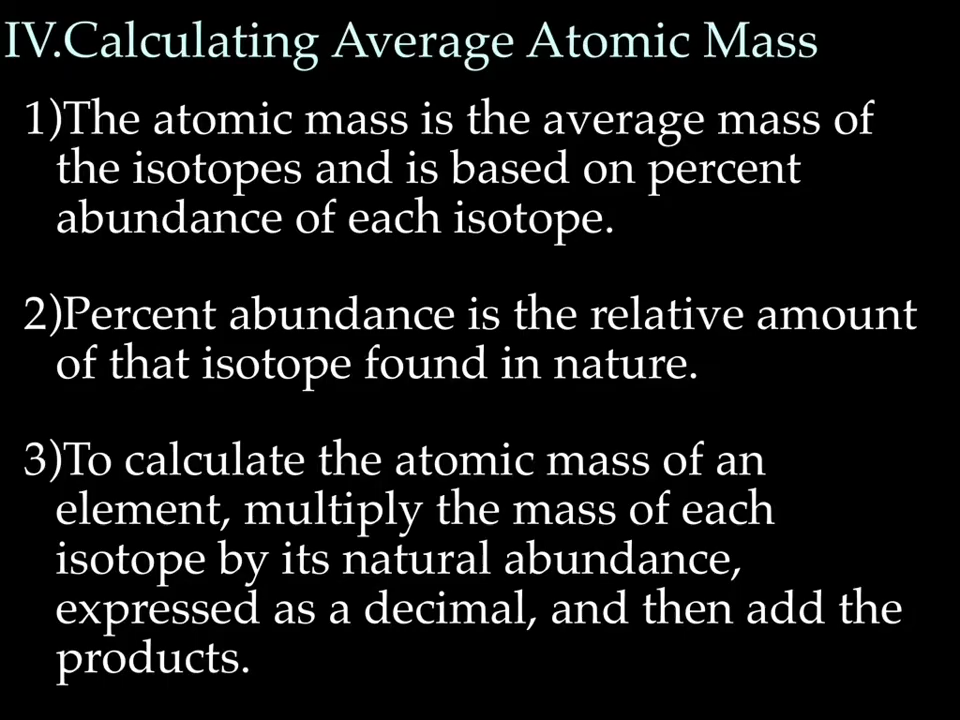 IV.Calculating Average Atomic Mass
1)The atomic mass is the average mass of
the isotopes and is based on percent
abundance of each isotope.
2)Percent abundance is the relative amount
of that isotope found in nature.
3)To calculate the atomic mass of an
element, multiply the mass of each
isotope by its natural abundance,
expressed as a decimal, and then add the
products.